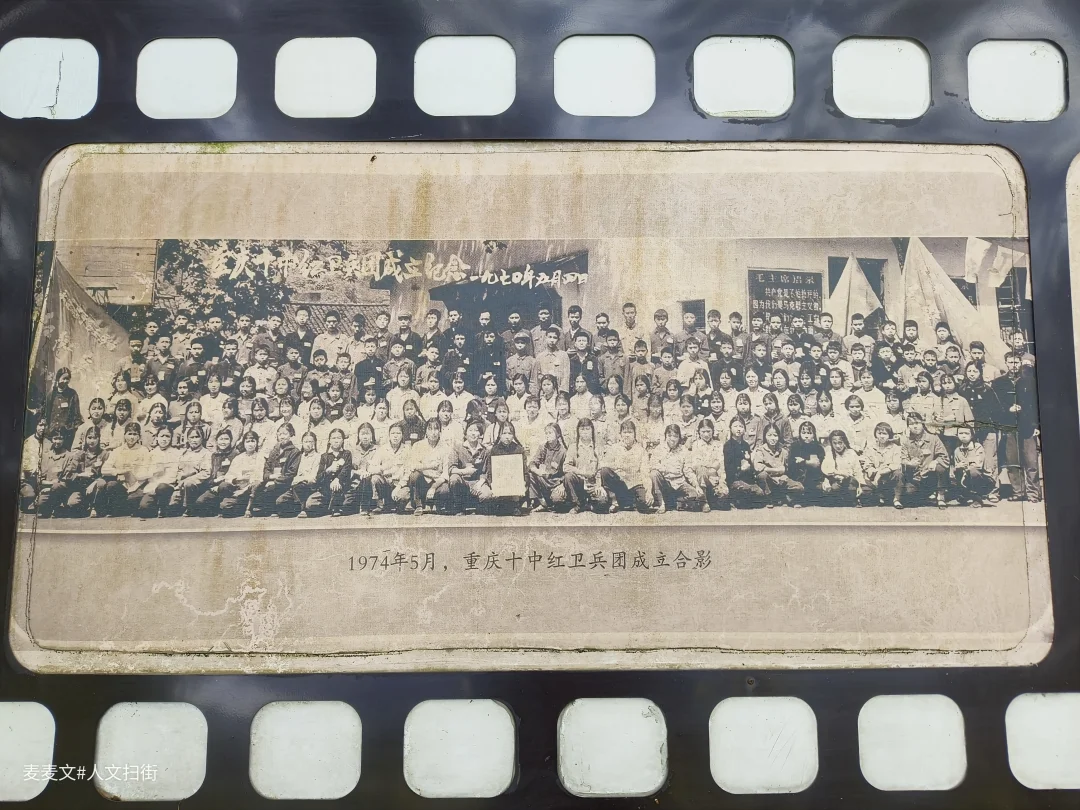 重庆十中红卫兵团成立纪念
一九七〇年五月四日
毛主席语录
1974年5月，重庆十中红卫兵团成立合影
麦麦文#人文扫街